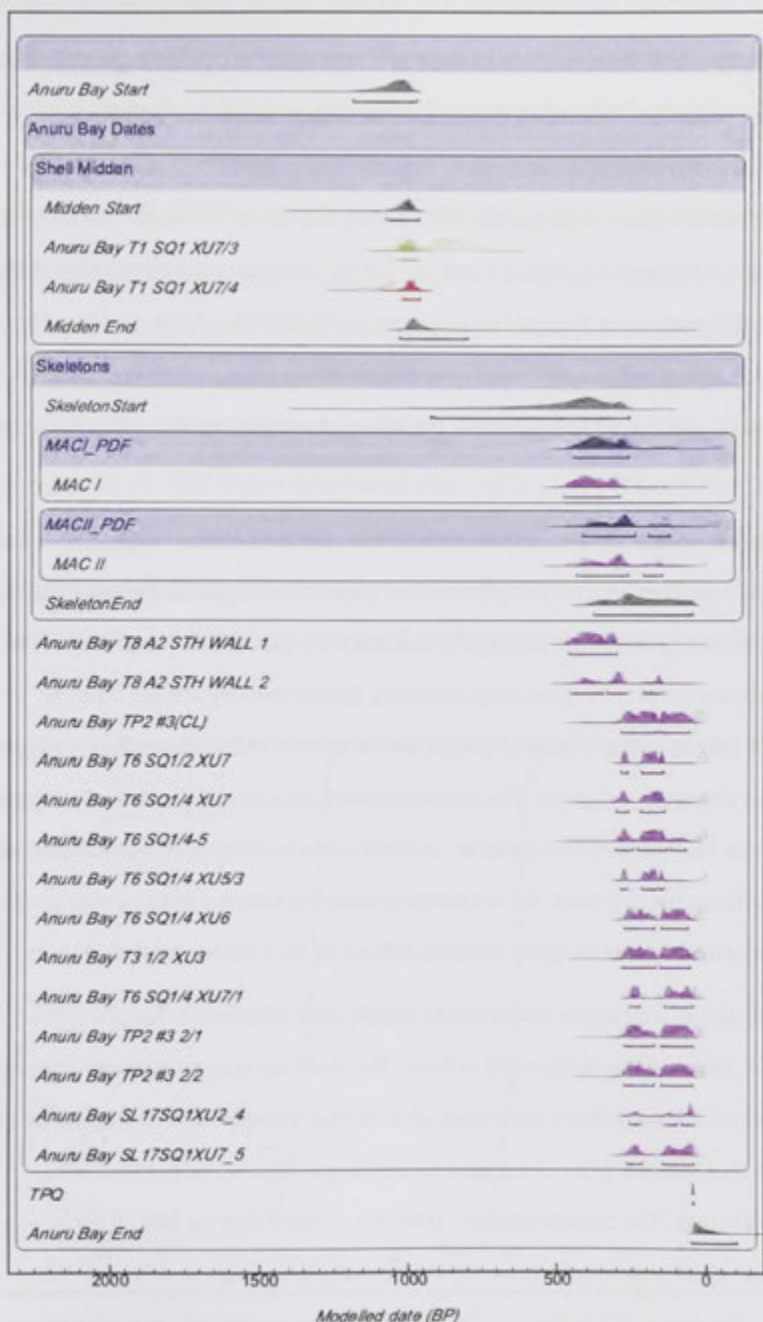 Anuru Bay Start
Anuru Bay Dates
Shell Midden
Midden Start
Anuru Bay T1 SQ1 XU7/3
Anuru Bay T1 SQ1 XU7/4
Midden End
Skeletons
SkeletonStart
MACI_PDF
MAC I
MACII_PDF
MAC II
SkeletonEnd
Anuru Bay T8 A2 STH WALL 1
Anuru Bay T8 A2 STH WALL 2
Anuru Bay TP2 #3(CL)
Anuru Bay T6 SQ1/2 XU7
Anuru Bay T6 SQ1/4 XU7
Anuru Bay T6 SQ1/4-5
Anuru Bay T6 SQ1/4 XU5/3
Anuru Bay T6 SQ1/4 XU6
Anuru Bay T3 1/2 XU3
Anuru Bay T6 SQ1/4 XU7/1
Anuru Bay TP2 #3 2/1
Anuru Bay TP2 #3 2/2
Anuru Bay SL17SQ1XU2_4
Anuru Bay SL17SQ1XU7_5
TPQ
Anuru Bay End
2000 1500 1000 500 0
Modelled date (BP)